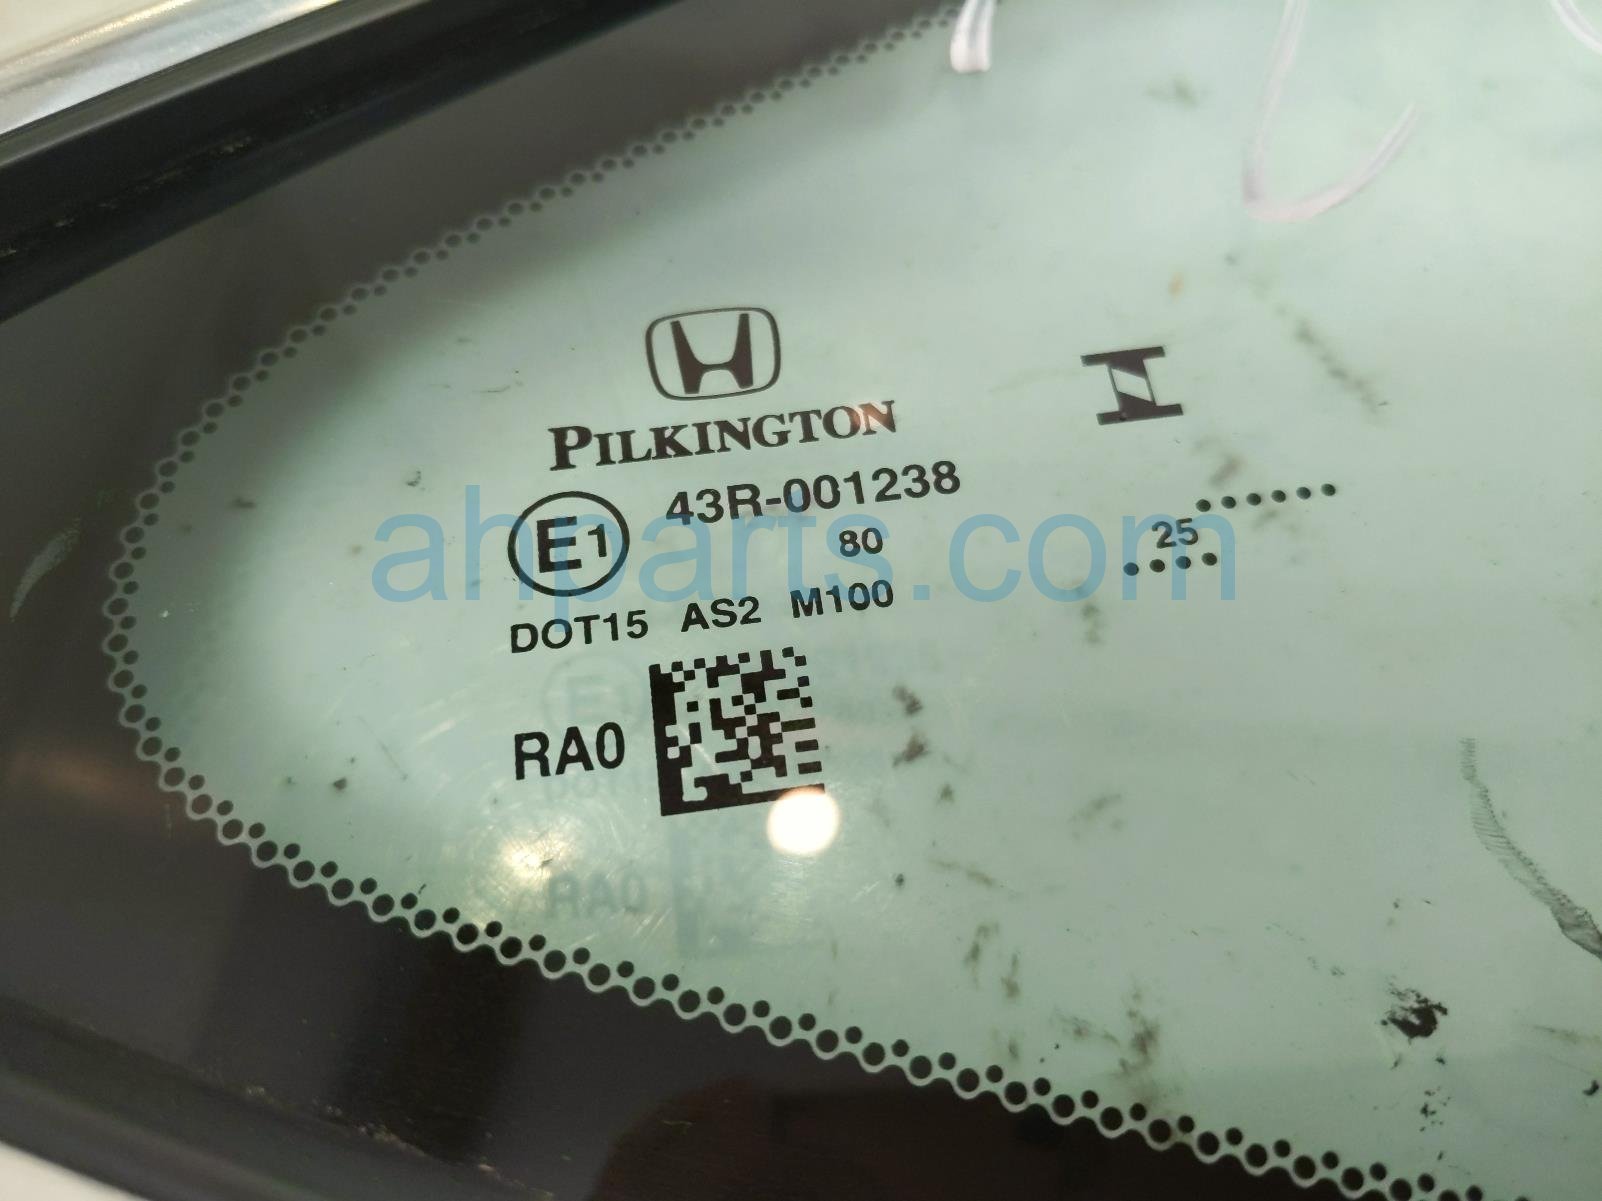 PILKINGTON
43R-001238
E1
80
25
DOT15 AS2 M100
RA0
ahparts.com